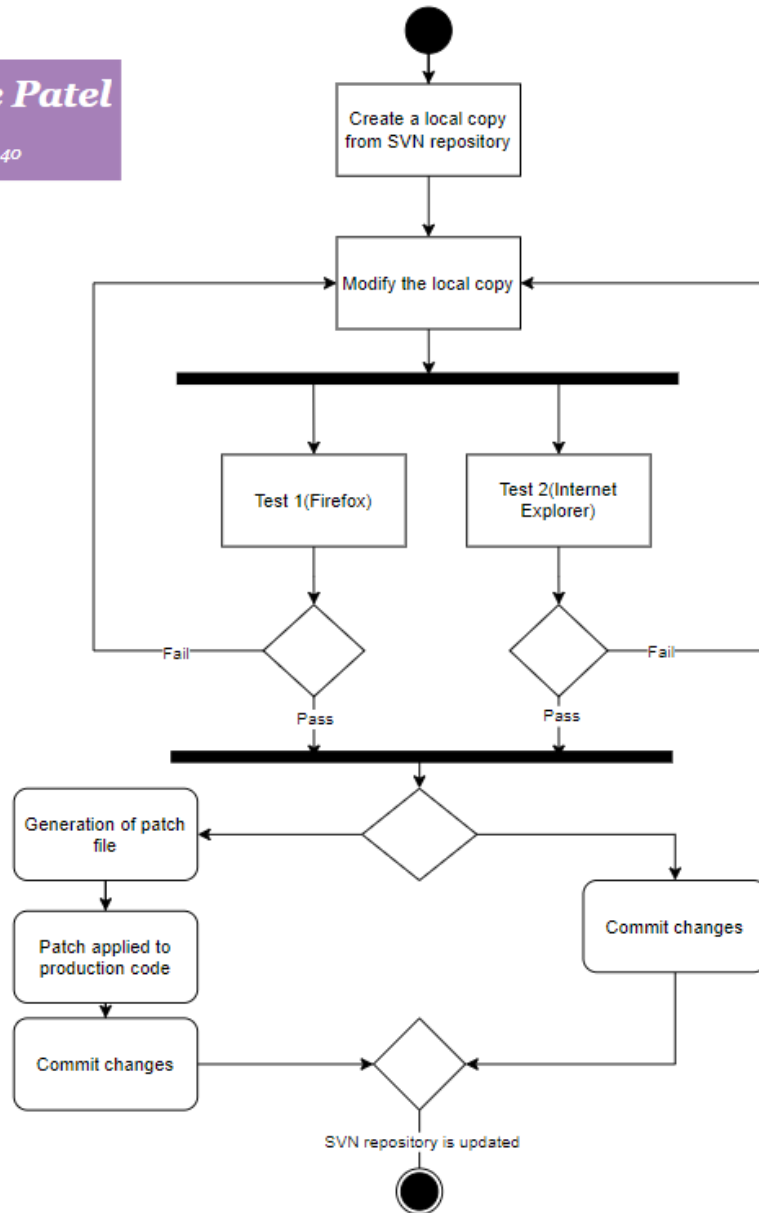 Patel
40
Create a local copy
from SVN repository
Modify the local copy
Test 1(Firefox)
Test 2(Internet
Explorer)
Fail
Fail
Pass
Pass
Generation of patch
file
Commit changes
Patch applied to
production code
Commit changes
SVN repository is updated